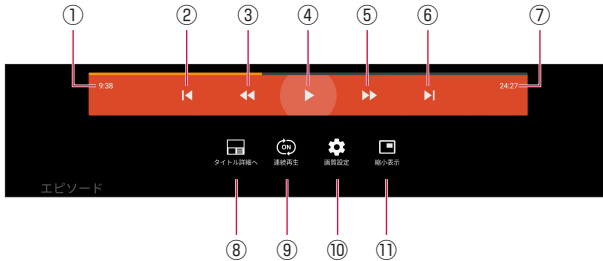 ① ② ③ ④ ⑤ ⑥ ⑦
9:38 24:27
ON
タイトル詳細へ 連続再生 画質設定 縮小表示
エピソード
⑧ ⑨ ⑩ ⑪